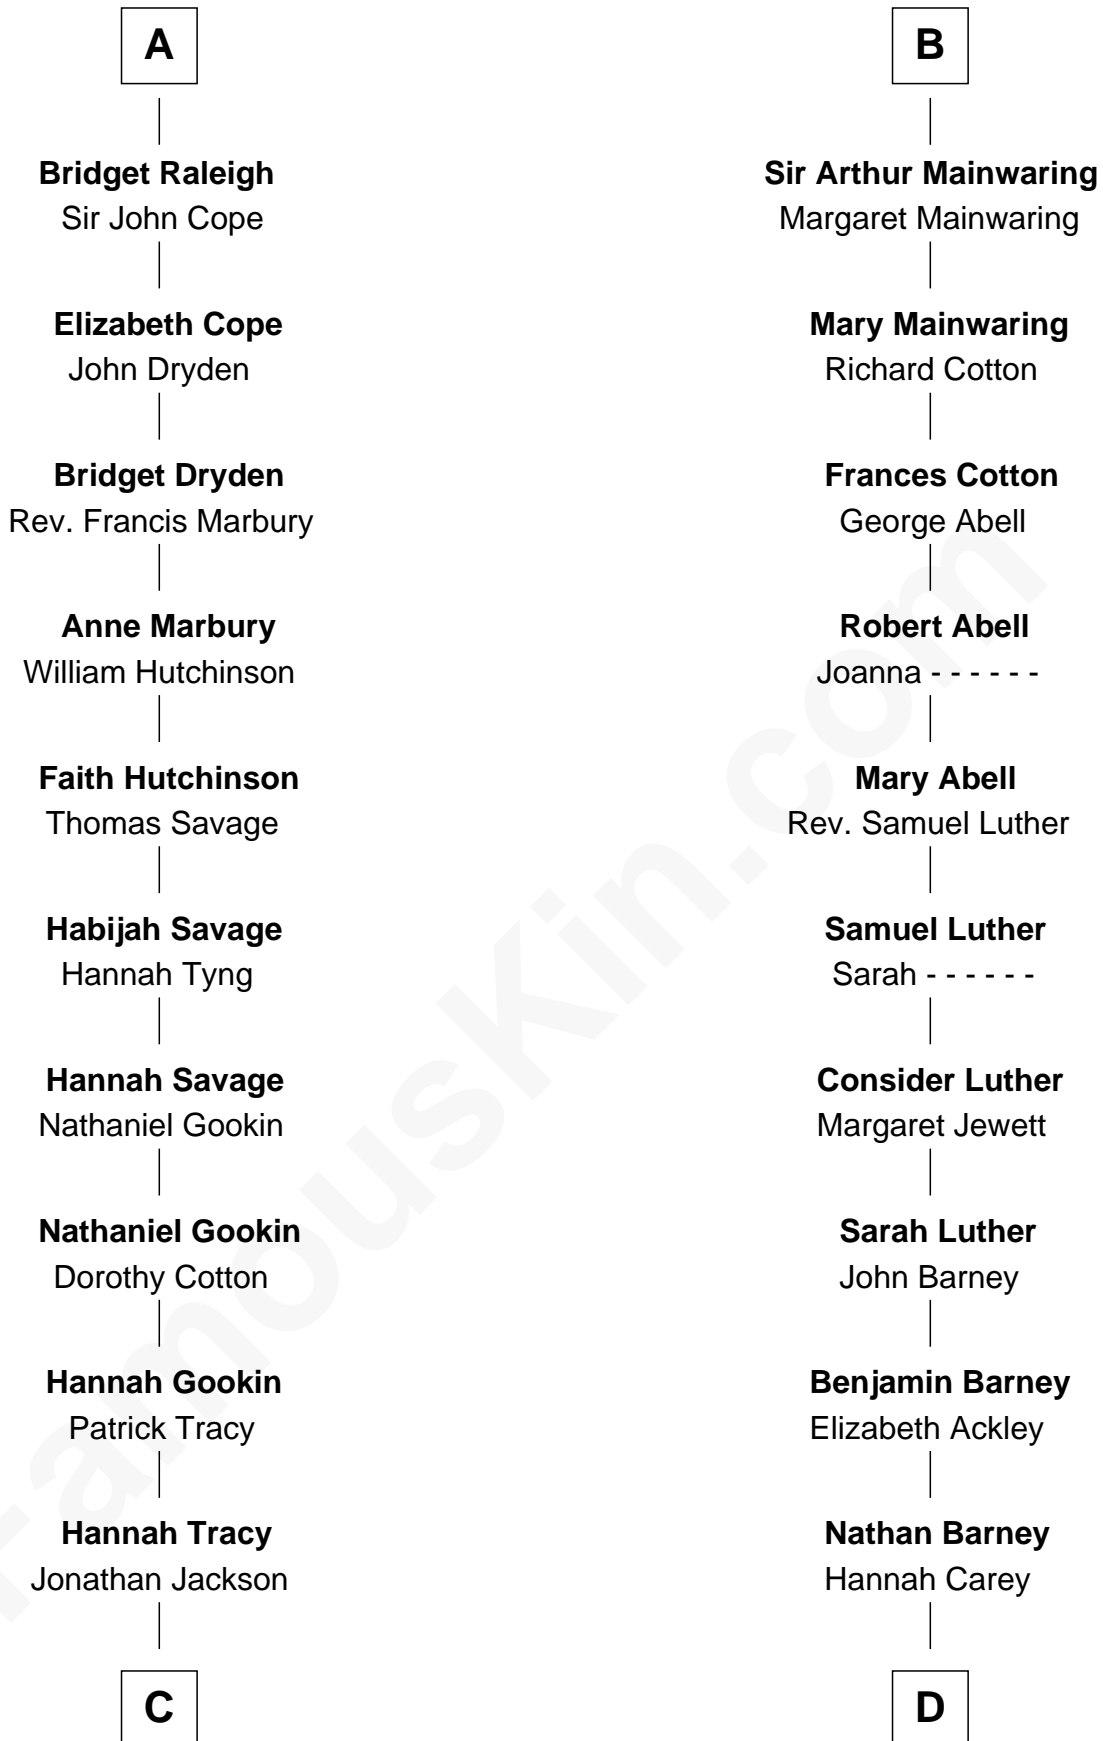 A
Bridget Raleigh
Sir John Cope
Elizabeth Cope
John Dryden
Bridget Dryden
Rev. Francis Marbury
Anne Marbury
William Hutchinson
Faith Hutchinson
Thomas Savage
Habijah Savage
Hannah Tyng
Hannah Savage
Nathaniel Gookin
Nathaniel Gookin
Dorothy Cotton
Hannah Gookin
Patrick Tracy
Hannah Tracy
Jonathan Jackson
C
B
Sir Arthur Mainwaring
Margaret Mainwaring
Mary Mainwaring
Richard Cotton
Frances Cotton
George Abell
Robert Abell
Joanna - - - - - -
Mary Abell
Rev. Samuel Luther
Samuel Luther
Sarah - - - - - -
Consider Luther
Margaret Jewett
Sarah Luther
John Barney
Benjamin Barney
Elizabeth Ackley
Nathan Barney
Hannah Carey
D
FamousKin.com